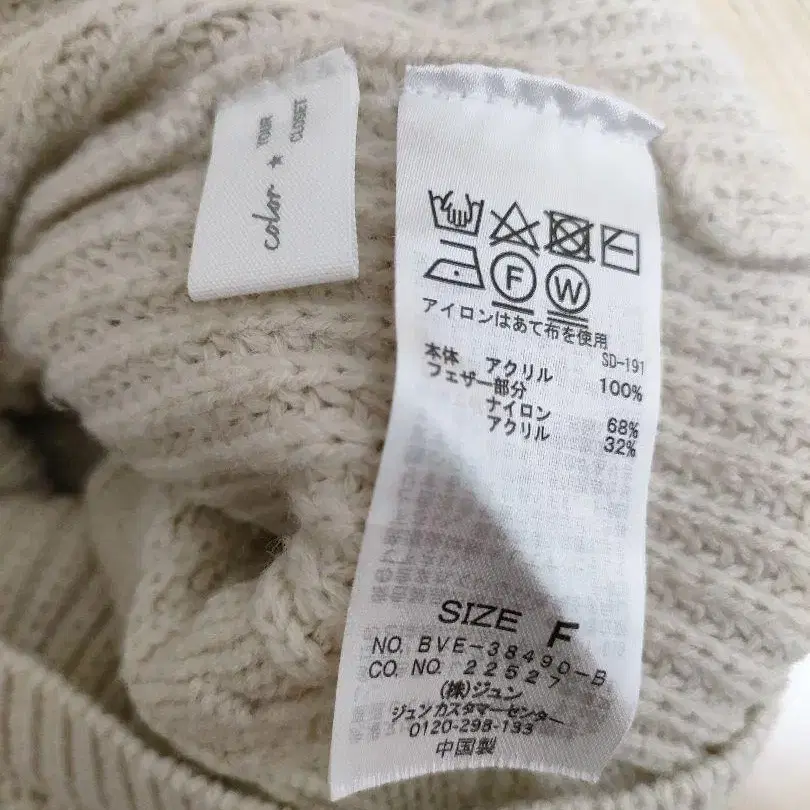 color ★ YOUR CLOSET
F W
アイロンはあて布を使用
SD-191
本体 アクリル 100%
フェザー部分
ナイロン 68%
アクリル 32%
SIZE F
NO. BVE-38490-B
CO. NO. 22527
(株)ジュン
ジュンカスタマーセンター
0120-298-133
中国製